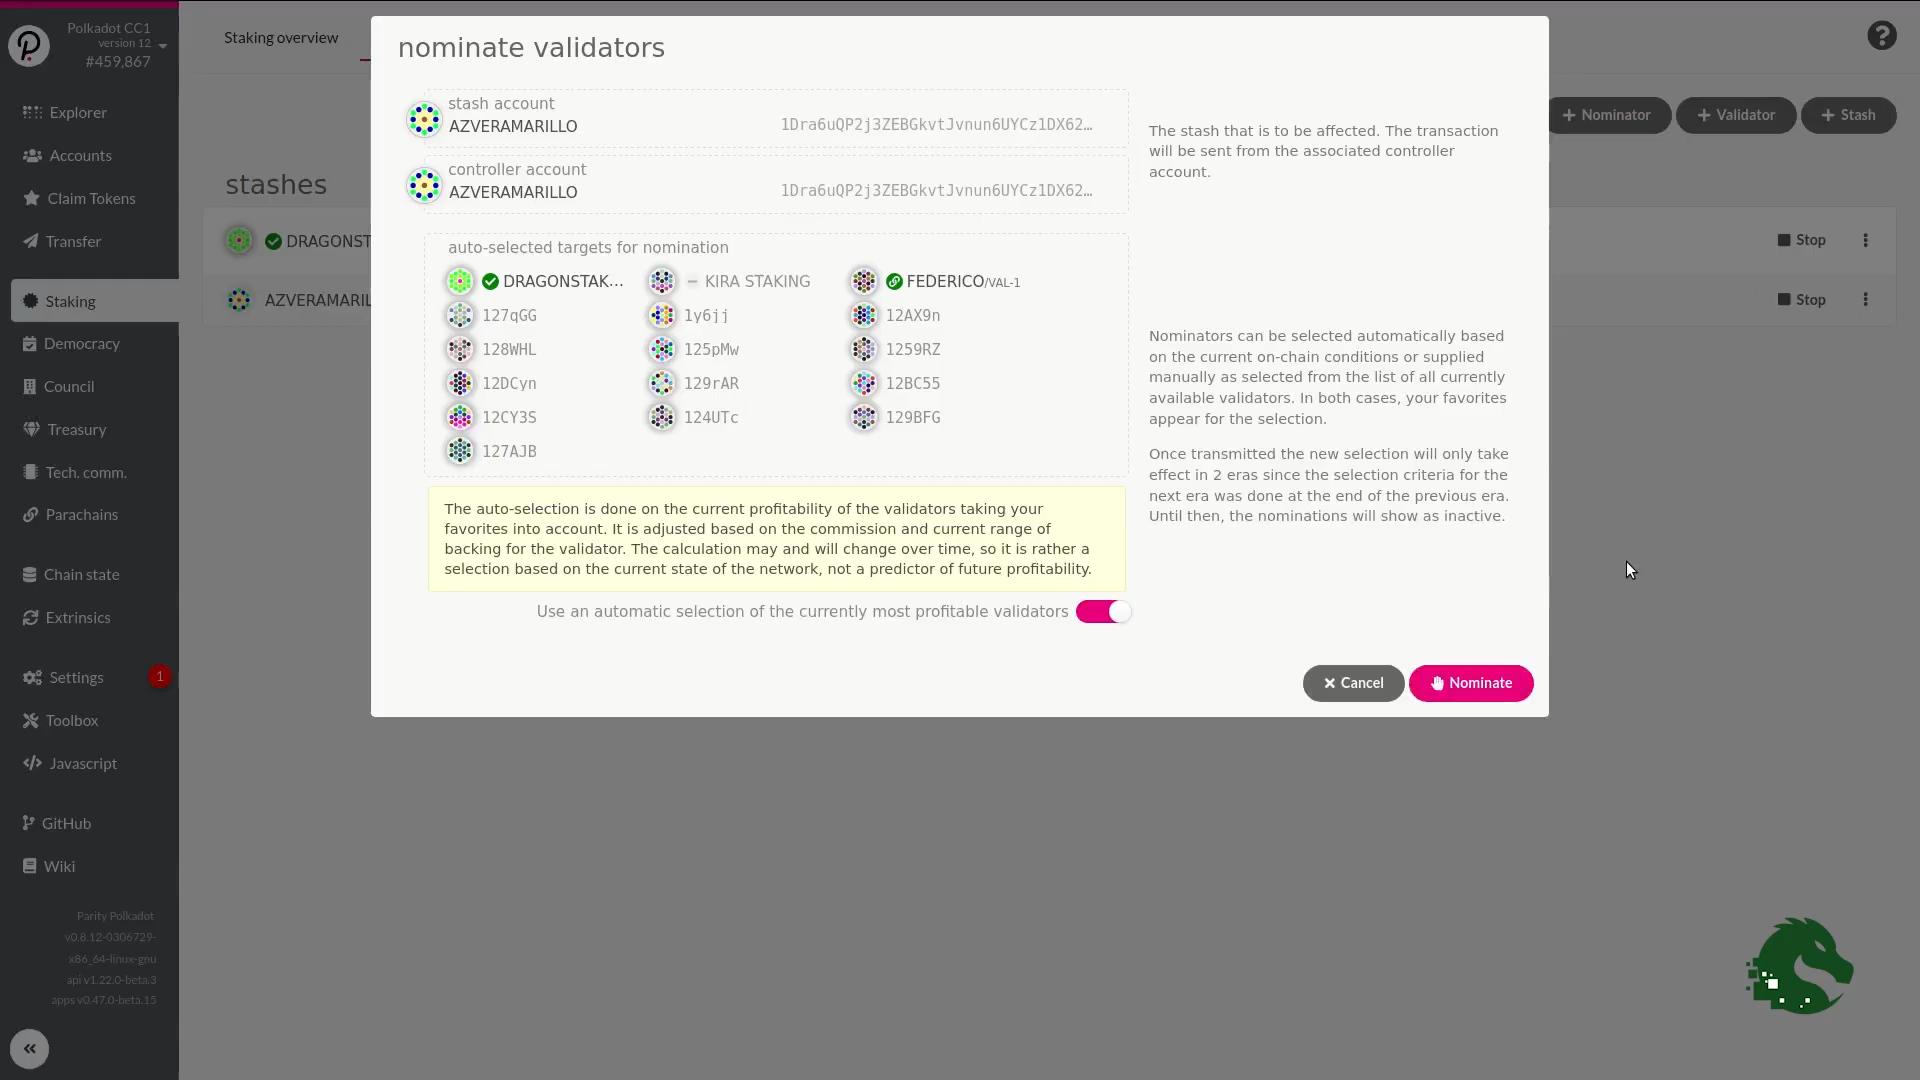 Polkadot CC1
version 12
#459,867
Explorer
Accounts
Claim Tokens
Transfer
Staking
Democracy
Council
Treasury
Tech. comm.
Parachains
Chain state
Extrinsics
Settings
1
Toolbox
Javascript
GitHub
Wiki
Parity Polkadot
v0.8.12-0306729-
x86_64-linux-gnu
api v1.22.0-beta.3
apps v0.47.0-beta.15
Staking overview
Nominator
Validator
Stash
stashes
DRAGONST
Stop
AZVERAMARIL
Stop
nominate validators
stash account
AZVERAMARILLO 1Dra6uQP2j3ZEBGkvtJvnun6UYCz1DX62…
controller account
AZVERAMARILLO 1Dra6uQP2j3ZEBGkvtJvnun6UYCz1DX62…
The stash that is to be affected. The transaction
will be sent from the associated controller
account.
auto-selected targets for nomination
DRAGONSTAK… KIRA STAKING FEDERICO/VAL-1
127qGG 1y6jj 12AX9n
128WHL 125pMw 1259RZ
12DCyn 129rAR 12BC55
12CY3S 124UTc 129BFG
127AJB
Nominators can be selected automatically based
on the current on-chain conditions or supplied
manually as selected from the list of all currently
available validators. In both cases, your favorites
appear for the selection.
Once transmitted the new selection will only take
effect in 2 eras since the selection criteria for the
next era was done at the end of the previous era.
Until then, the nominations will show as inactive.
The auto-selection is done on the current profitability of the validators taking your
favorites into account. It is adjusted based on the commission and current range of
backing for the validator. The calculation may and will change over time, so it is rather a
selection based on the current state of the network, not a predictor of future profitability.
Use an automatic selection of the currently most profitable validators
Cancel
Nominate